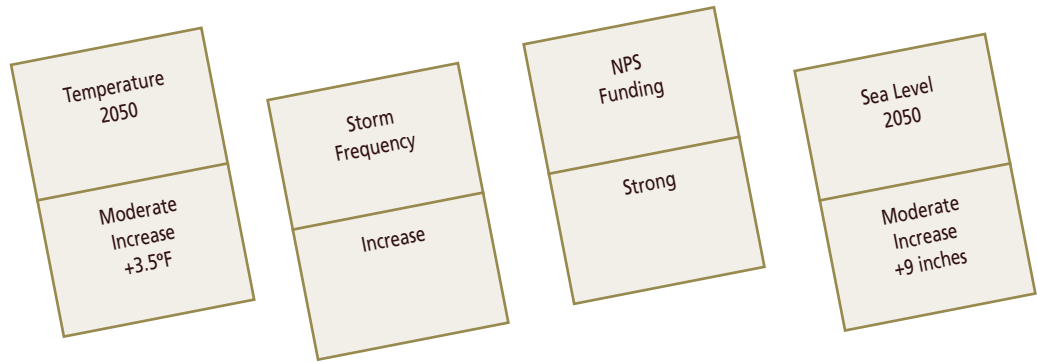 Temperature
2050
Moderate
Increase
+3.5ºF
Storm
Frequency
Increase
NPS
Funding
Strong
Sea Level
2050
Moderate
Increase
+9 inches